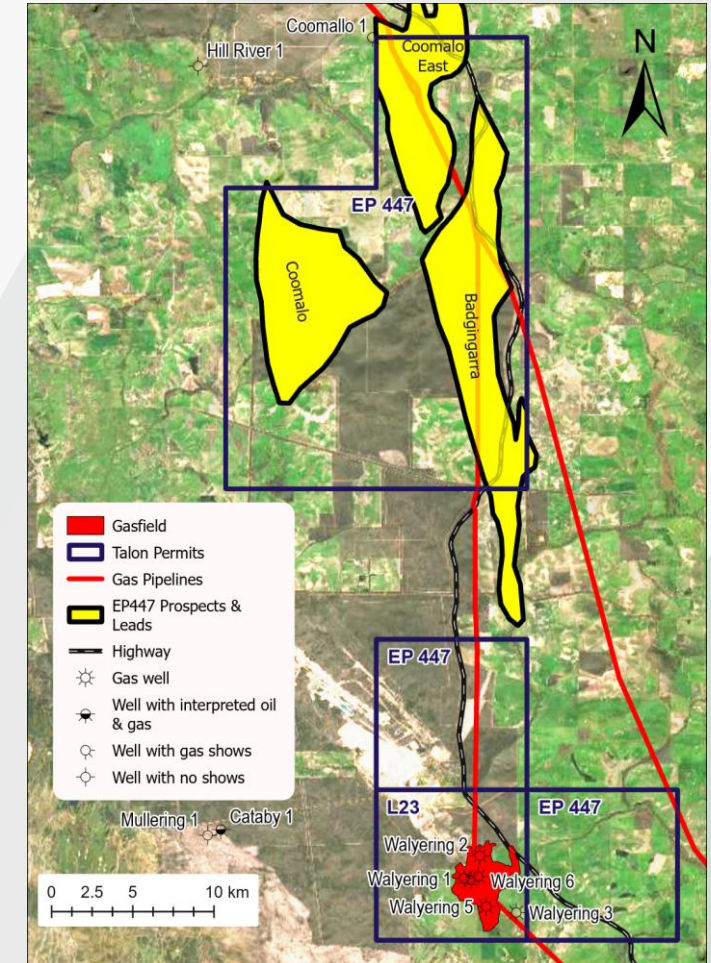 Coomallo 1
Hill River 1
Coomalo
East
N
EP 447
Coomalo
Badgingarra
Gasfield
Talon Permits
Gas Pipelines
EP447 Prospects &
Leads
Highway
Gas well
Well with interpreted oil
& gas
Well with gas shows
Well with no shows
EP 447
L23
EP 447
Mullering 1
Cataby 1
Walyering 2
Walyering 1
Walyering 6
Walyering 5
Walyering 3
0 2.5 5 10 km